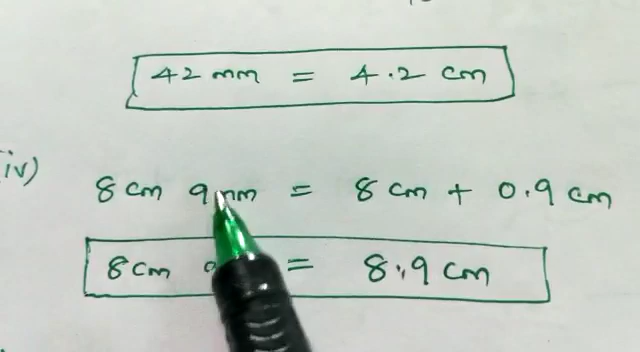 42 mm = 4.2 cm
iv) 8 cm 9 mm = 8 cm + 0.9 cm
8 cm = 8.9 cm